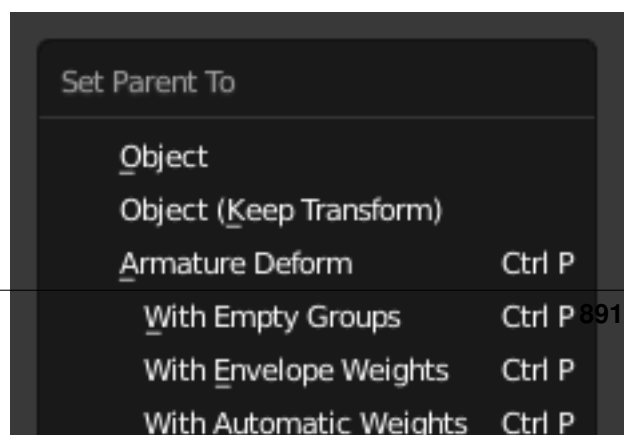 Set Parent To
Object
Object (Keep Transform)
Armature Deform Ctrl P
With Empty Groups Ctrl P 891
With Envelope Weights Ctrl P
With Automatic Weights Ctrl P